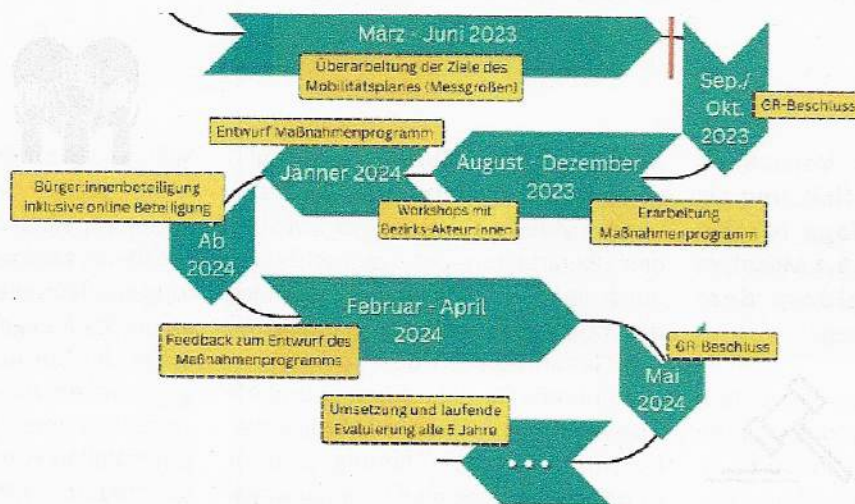 März - Juni 2023
Überarbeitung der Ziele des
Mobilitätsplanes (Messgrößen)
Sep./
Okt.
2023
GR-Beschluss
Entwurf Maßnahmenprogramm
August - Dezember
2023
Jänner 2024
Erarbeitung
Maßnahmenprogramm
Workshops mit
Bezirks-Akteur:innen
Bürger:innenbeteiligung
inklusive online Beteiligung
Ab
2024
Februar - April
2024
Feedback zum Entwurf des
Maßnahmenprogramms
GR-Beschluss
Mai
2024
Umsetzung und laufende
Evaluierung alle 5 Jahre
...